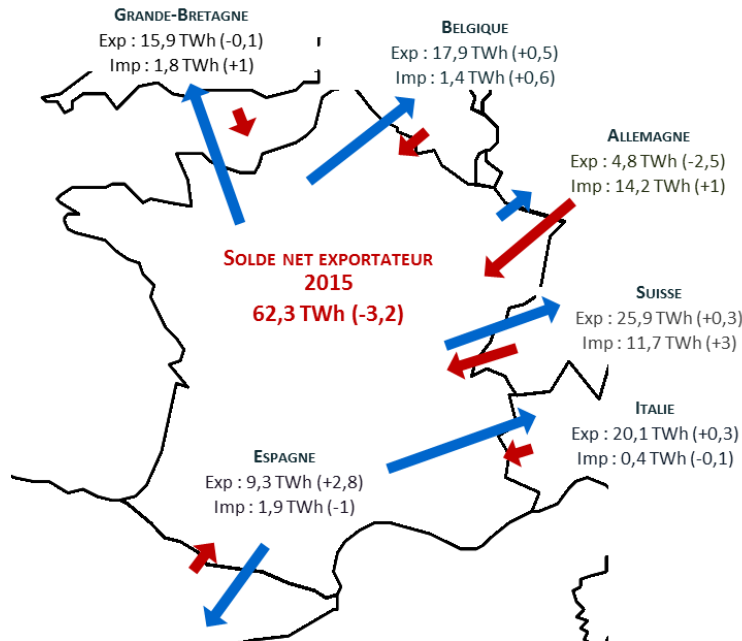 GRANDE-BRETAGNE
Exp : 15,9 TWh (-0,1)
Imp : 1,8 TWh (+1)
BELGIQUE
Exp : 17,9 TWh (+0,5)
Imp : 1,4 TWh (+0,6)
ALLEMAGNE
Exp : 4,8 TWh (-2,5)
Imp : 14,2 TWh (+1)
SOLDE NET EXPORTATEUR
2015
62,3 TWh (-3,2)
SUISSE
Exp : 25,9 TWh (+0,3)
Imp : 11,7 TWh (+3)
ITALIE
Exp : 20,1 TWh (+0,3)
Imp : 0,4 TWh (-0,1)
ESPAGNE
Exp : 9,3 TWh (+2,8)
Imp : 1,9 TWh (-1)